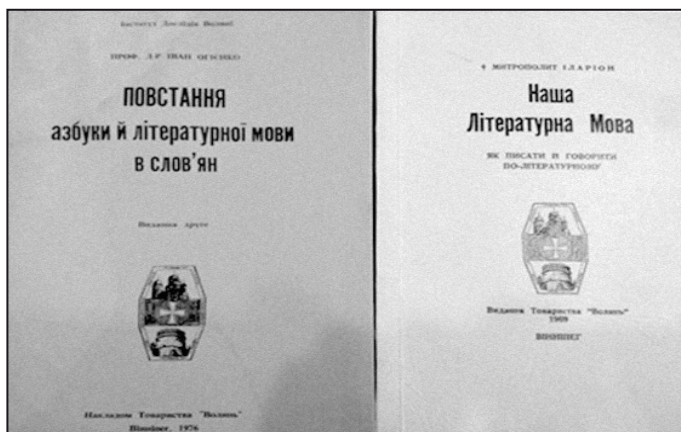 Інститут Дослідів Волині
ПРОФ. Д-Р ІВАН ОГІЄНКО
ПОВСТАННЯ
азбуки й літературної мови
в слов'ян
Видання друге
Накладом Товариства "Волинь"
Вінніпег, 1976
† МИТРОПОЛИТ ІЛАРІОН
Наша
Літературна Мова
ЯК ПИСАТИ Й ГОВОРИТИ
ПО-ЛІТЕРАТУРНОМУ
Видання Товариства "Волинь"
1969
ВІННІПЕГ